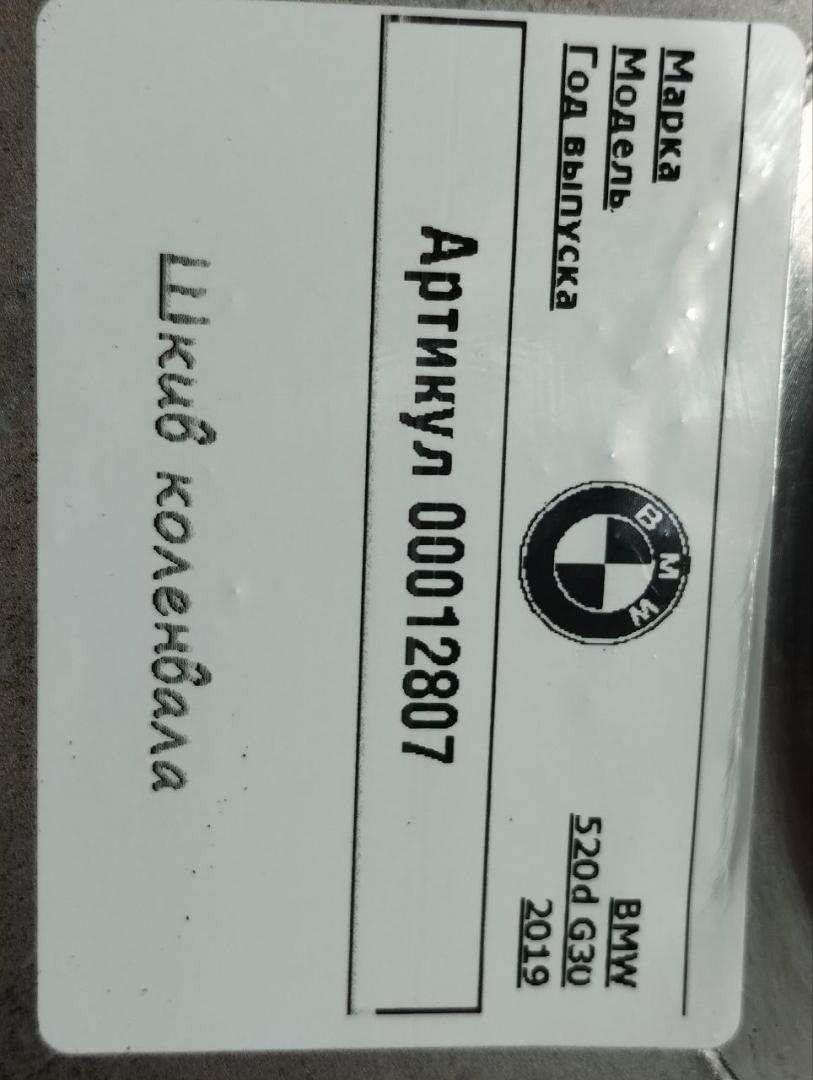 Марка BMW
Модель 520d G30
Год выпуска 2019
BMW
Артикул 00012807
Шкив коленвала